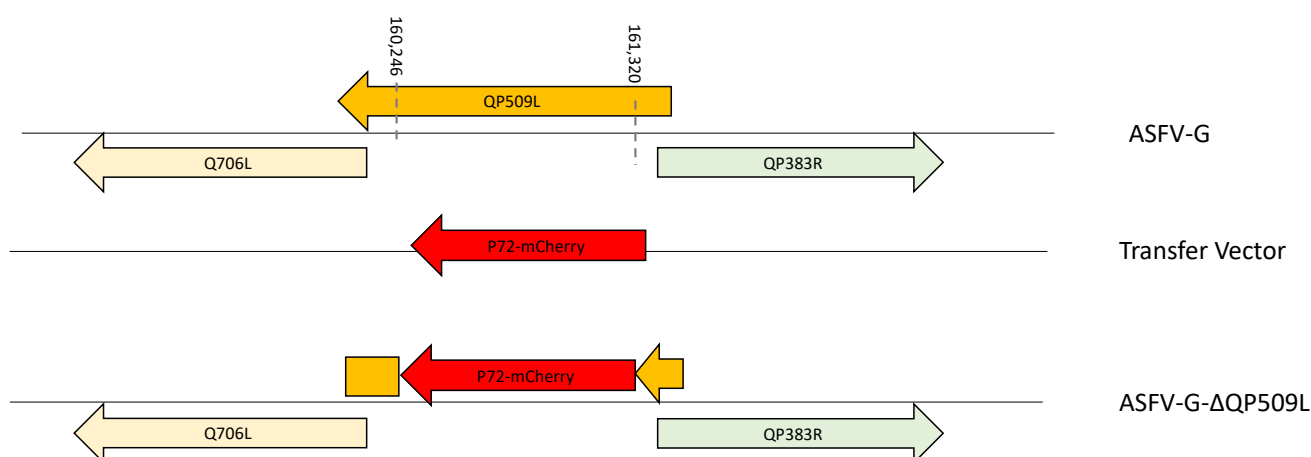 160,246
161,320
QP509L
ASFV-G
Q706L
QP383R
P72-mCherry
Transfer Vector
P72-mCherry
ASFV-G-ΔQP509L
Q706L
QP383R